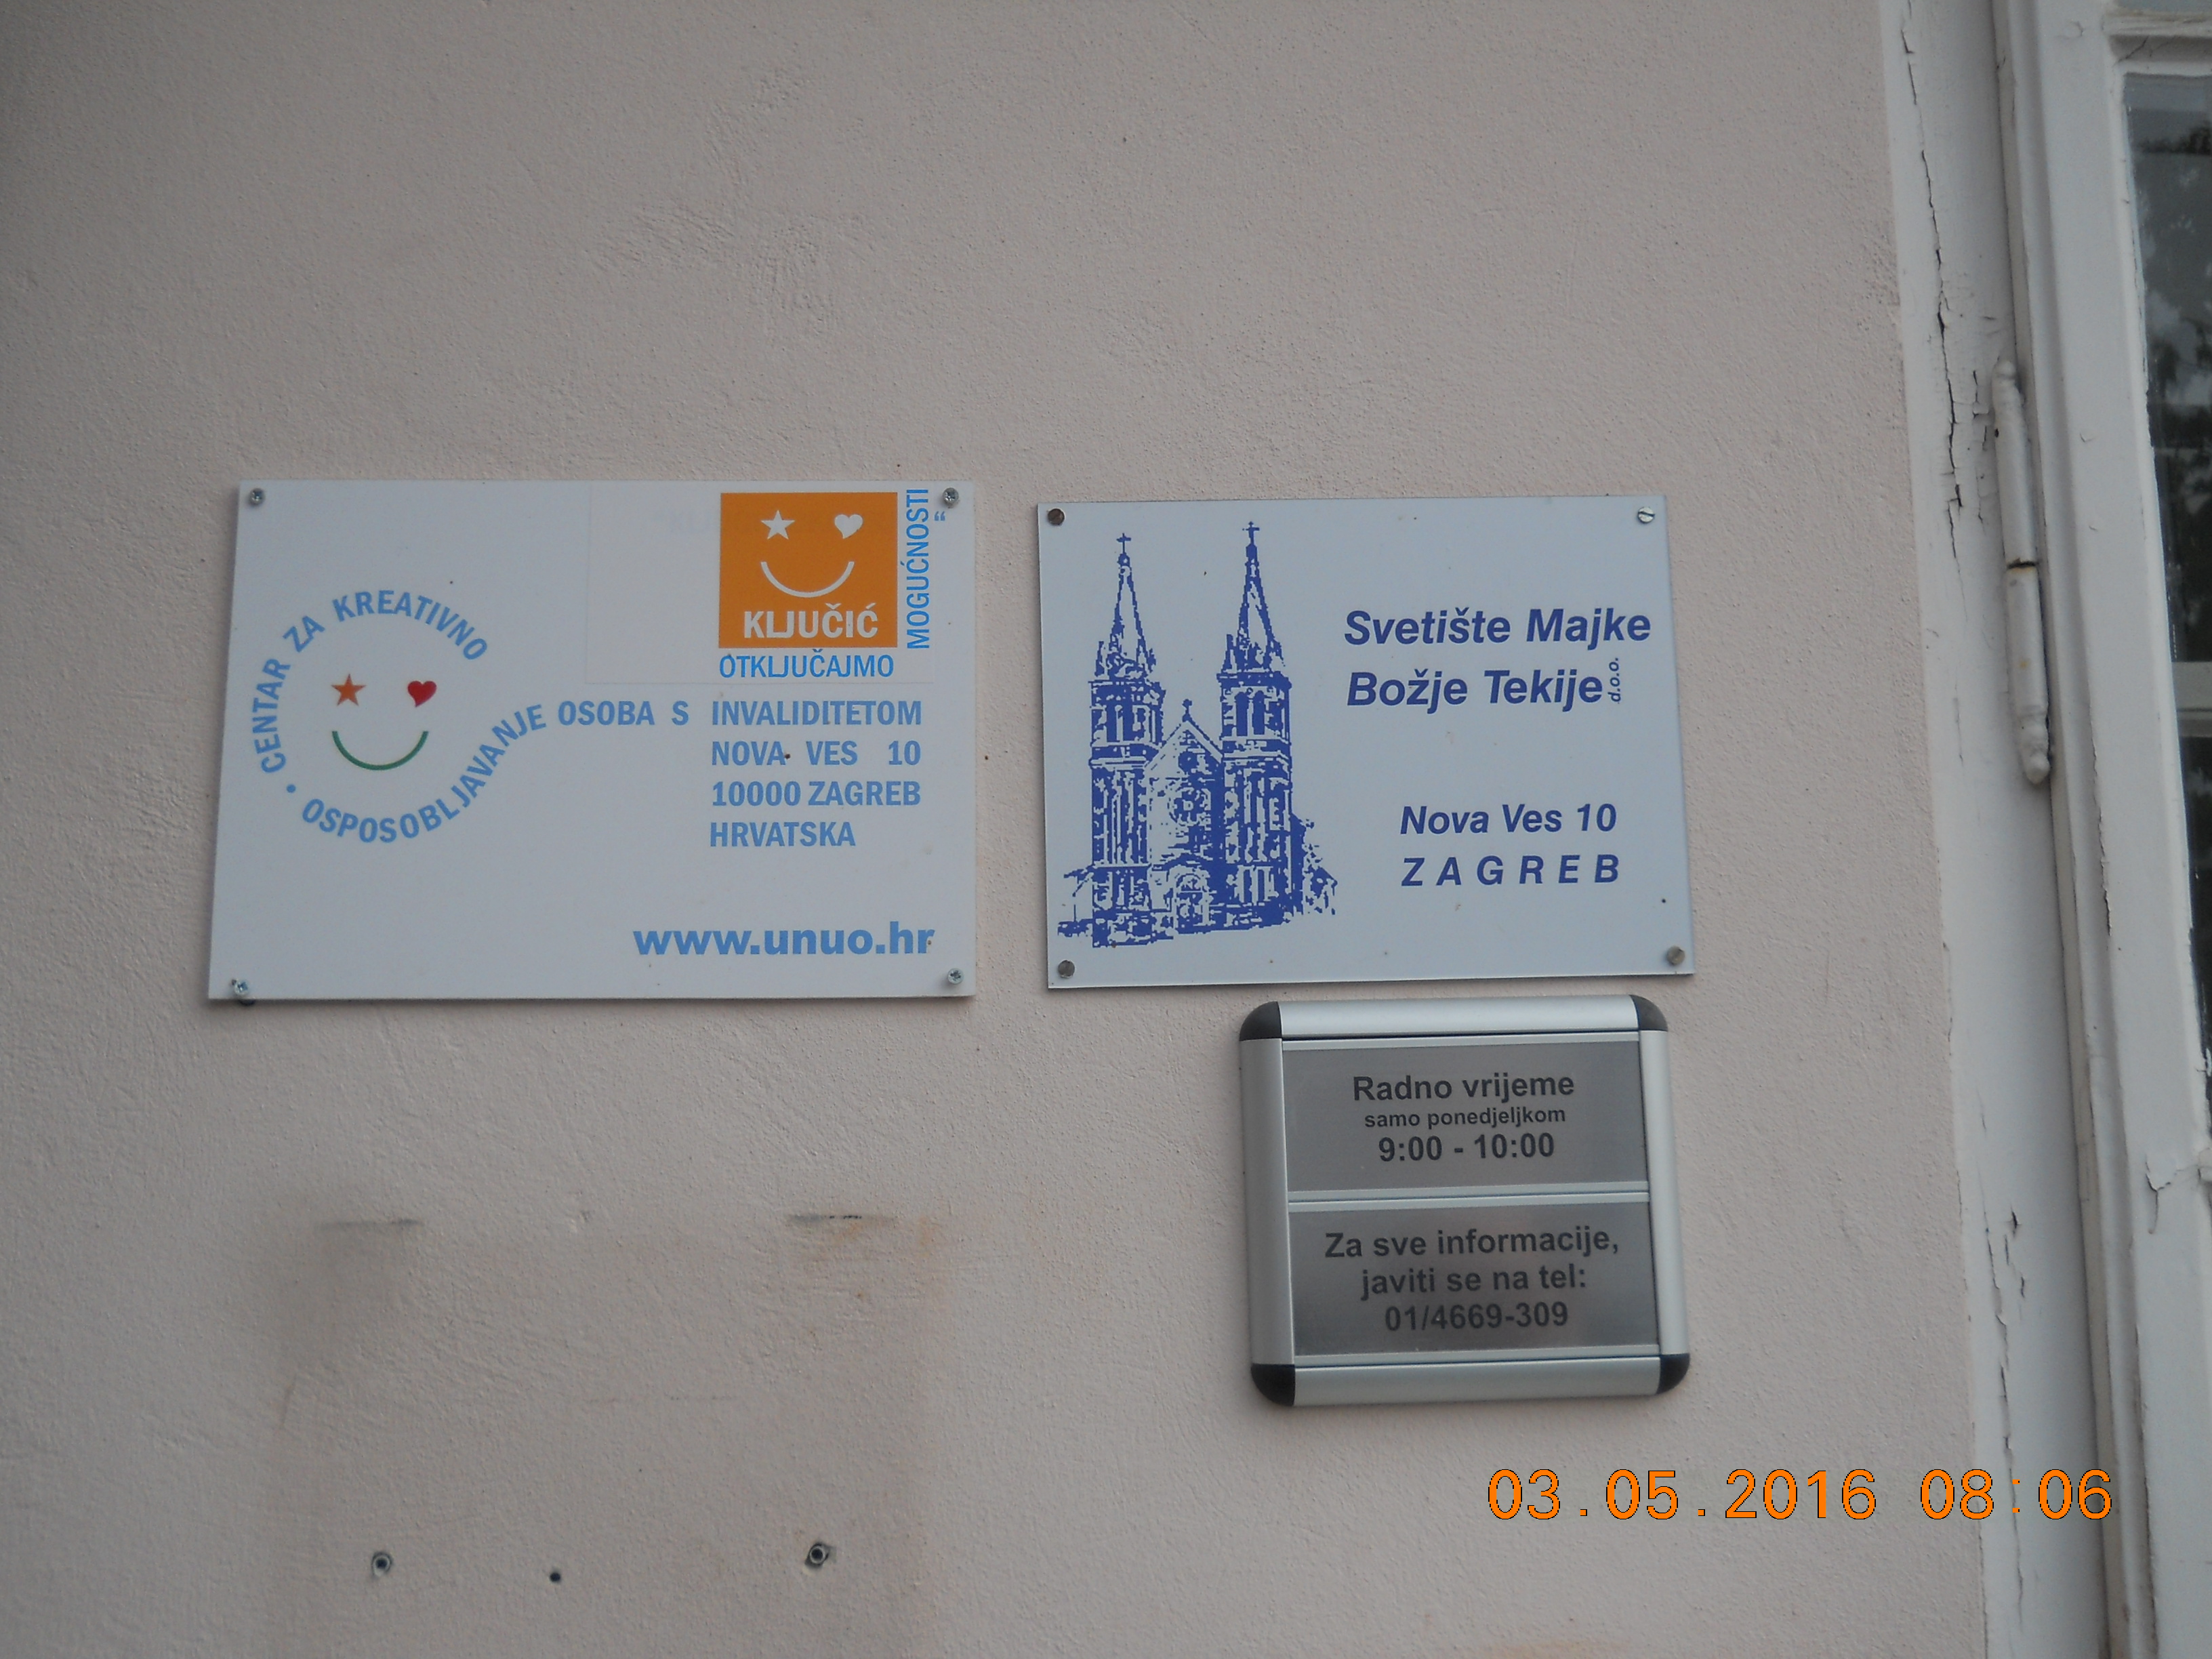 • CENTAR ZA KREATIVNO
OSPOSOBLJAVANJE OSOBA S INVALIDITETOM
NOVA VES 10
10000 ZAGREB
HRVATSKA
KLJUČIĆ
OTKLJUČAJMO
MOGUĆNOSTI“
www.unuo.hr
Svetište Majke
Božje Tekije d.o.o.
Nova Ves 10
ZAGREB
Radno vrijeme
samo ponedjeljkom
9:00 - 10:00
Za sve informacije,
javiti se na tel:
01/4669-309
03.05.2016 08:06